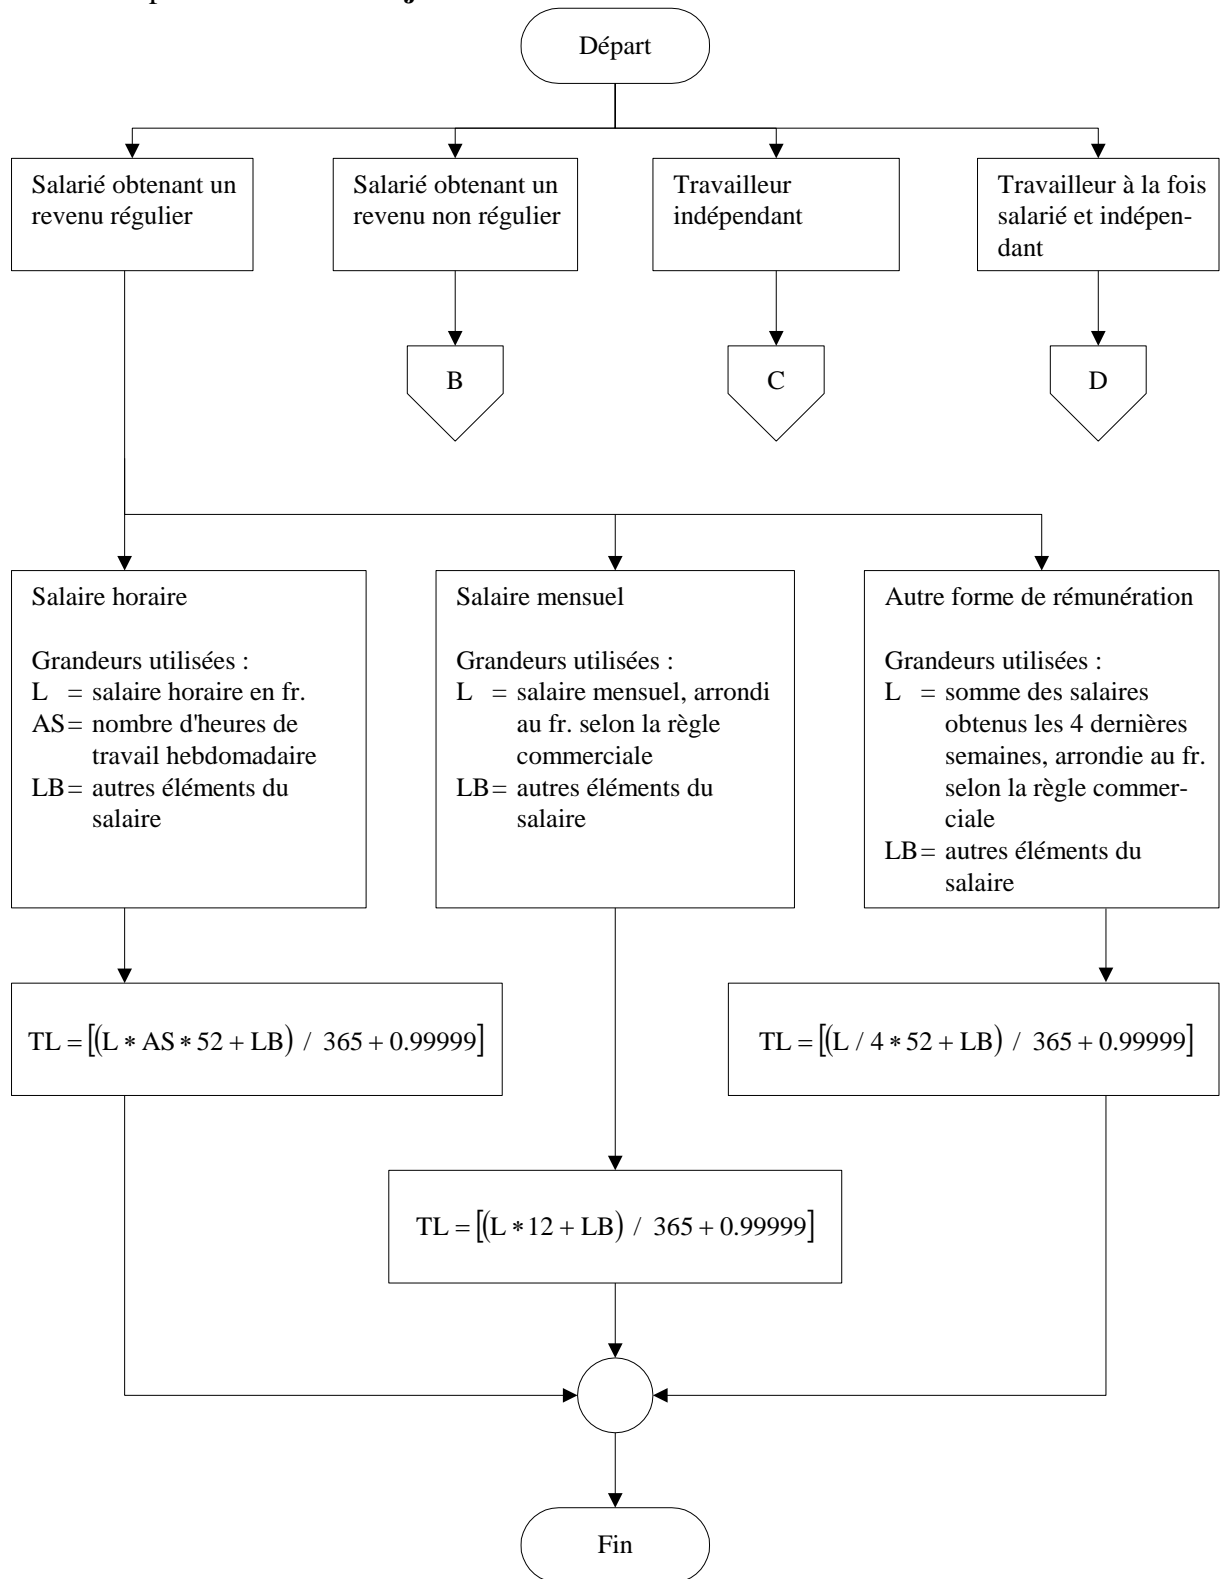 Départ
Salarié obtenant un
revenu régulier
Salarié obtenant un
revenu non régulier
Travailleur
indépendant
Travailleur à la fois
salarié et indépen-
dant
B
C
D
Salaire horaire
Grandeurs utilisées :
L = salaire horaire en fr.
AS = nombre d'heures de
travail hebdomadaire
LB = autres éléments du
salaire
Salaire mensuel
Grandeurs utilisées :
L = salaire mensuel, arrondi
au fr. selon la règle
commerciale
LB = autres éléments du
salaire
Autre forme de rémunération
Grandeurs utilisées :
L = somme des salaires
obtenus les 4 dernières
semaines, arrondie au fr.
selon la règle commer-
ciale
LB = autres éléments du
salaire
TL = [(L * AS * 52 + LB) / 365 + 0.99999]
TL = [(L / 4 * 52 + LB) / 365 + 0.99999]
TL = [(L * 12 + LB) / 365 + 0.99999]
Fin